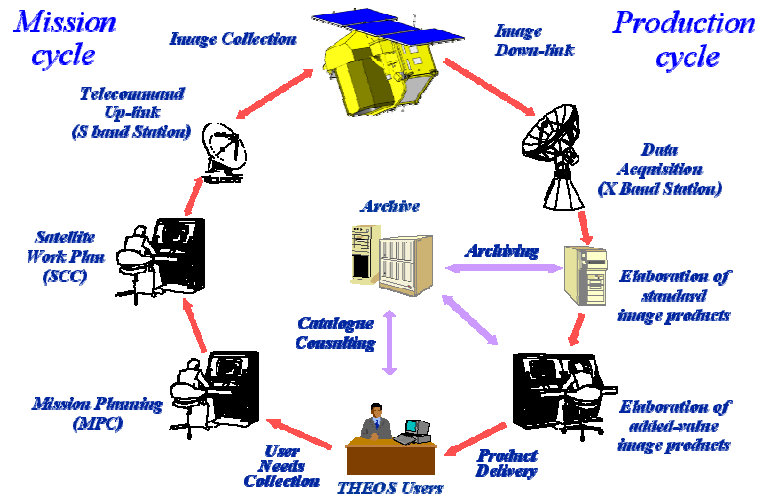 Mission
cycle
Image Collection
Image
Down-link
Production
cycle
Telecommand
Up-link
(S band Station)
Data
Acquisition
(X Band Station)
Archive
Satellite
Work Plan
(SCC)
Archiving
Elaboration of
standard
image products
Catalogue
Consulting
Mission Planning
(MPC)
Elaboration of
added-value
image products
User
Needs
Collection
Product
Delivery
THEOS Users